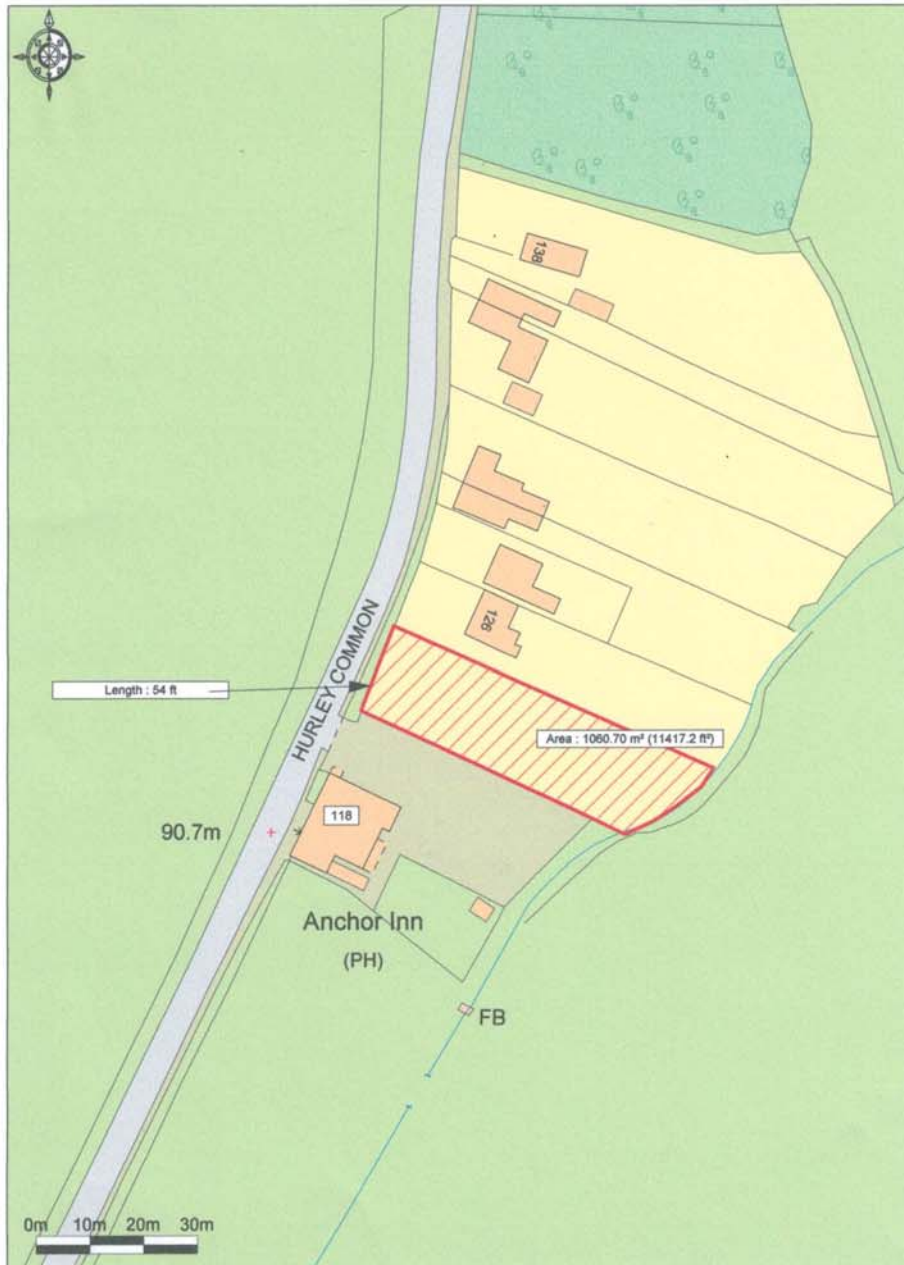 138
126
HURLEY COMMON
Length : 54 ft
Area : 1060.70 m² (11417.2 ft²)
118
90.7m
Anchor Inn
(PH)
FB
0m 10m 20m 30m